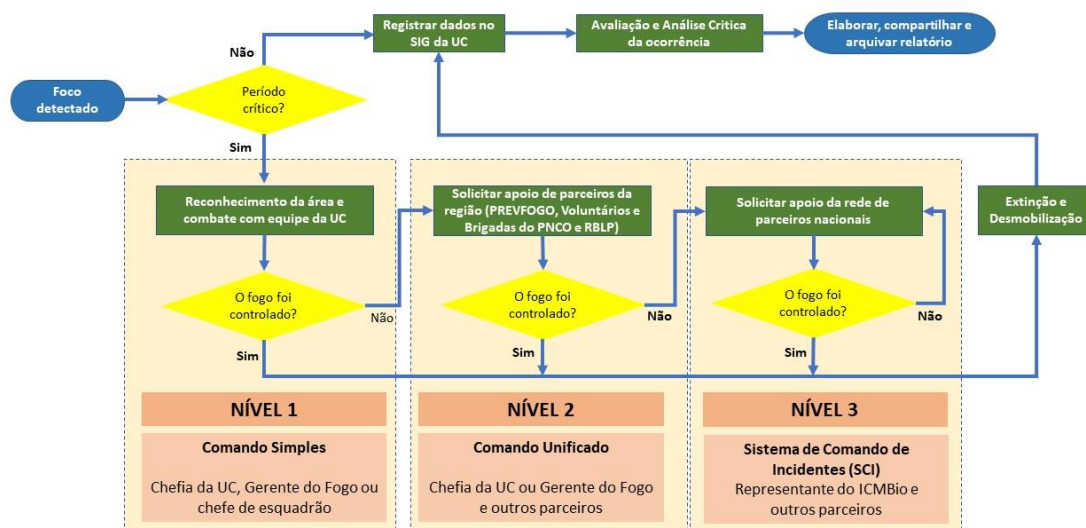 Foco
detectado
Período
crítico?
Não
Sim
Registrar dados no
SIG da UC
Avaliação e Análise Critica
da ocorrência
Elaborar, compartilhar e
arquivar relatório
Reconhecimento da área e
combate com equipe da UC
O fogo foi
controlado?
Não
Sim
Solicitar apoio de parceiros da
região (PREVFOGO, Voluntários e
Brigadas do PNCO e RBLP)
O fogo foi
controlado?
Não
Sim
Solicitar apoio da rede de
parceiros nacionais
O fogo foi
controlado?
Não
Sim
Extinção e
Desmobilização
NÍVEL 1
Comando Simples
Chefia da UC, Gerente do Fogo ou
chefe de esquadrão
NÍVEL 2
Comando Unificado
Chefia da UC ou Gerente do Fogo
e outros parceiros
NÍVEL 3
Sistema de Comando de
Incidentes (SCI)
Representante do ICMBio e
outros parceiros